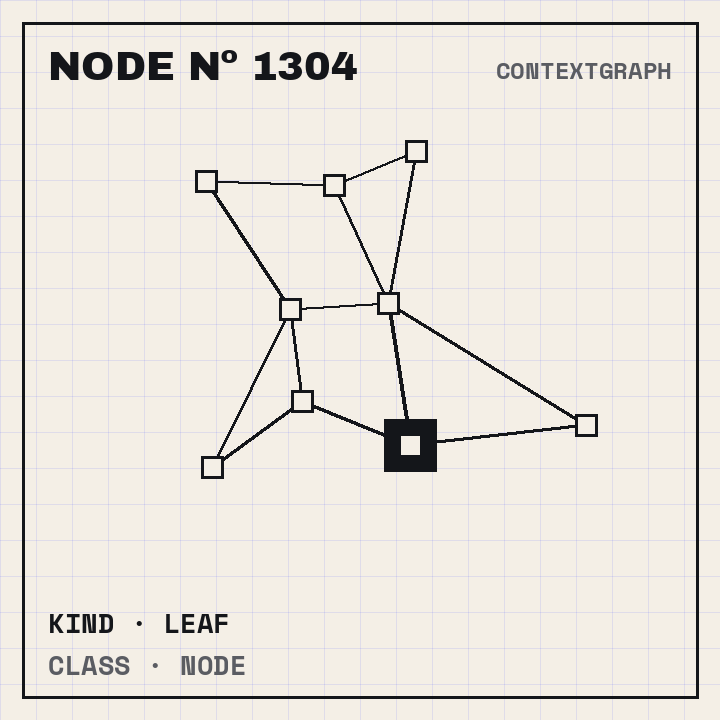 NODE Nº 1304
CONTEXTGRAPH
KIND · LEAF
CLASS · NODE